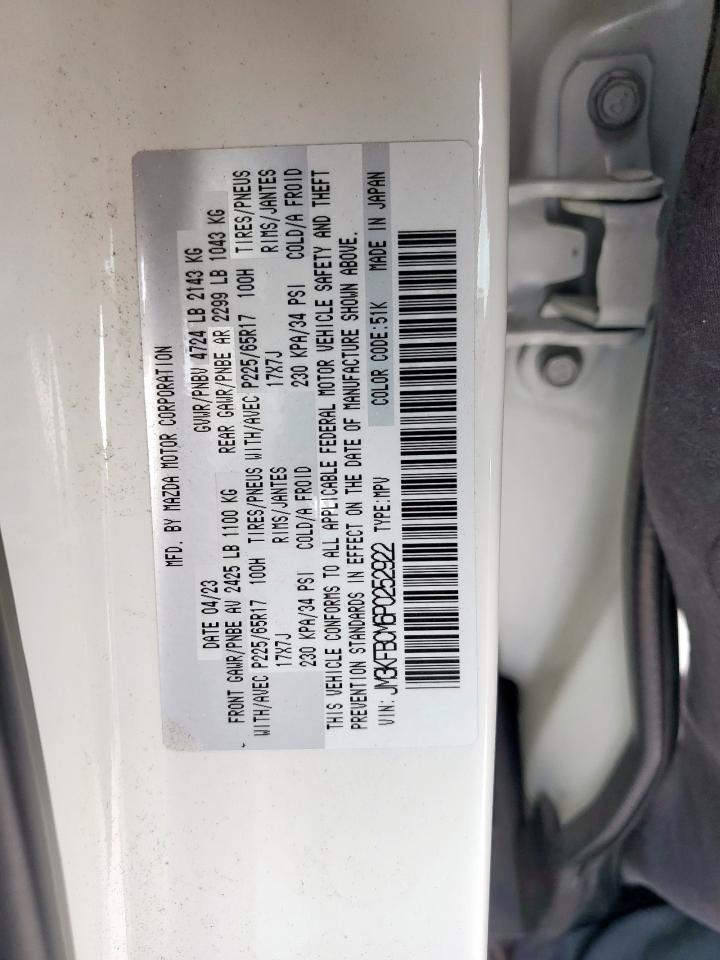 MFD. BY MAZDA MOTOR CORPORATION
DATE 04/23 GVWR/PNBV 4724 LB 2143 KG
FRONT GAWR/PNBE AV 2425 LB 1100 KG REAR GAWR/PNBE AR 2299 LB 1043 KG
WITH/AVEC P225/65R17 100H TIRES/PNEUS WITH/AVEC P225/65R17 100H TIRES/PNEUS
17X7J RIMS/JANTES 17X7J RIMS/JANTES
230 KPA/34 PSI COLD/A FROID 230 KPA/34 PSI COLD/A FROID
THIS VEHICLE CONFORMS TO ALL APPLICABLE FEDERAL MOTOR VEHICLE SAFETY AND THEFT
PREVENTION STANDARDS IN EFFECT ON THE DATE OF MANUFACTURE SHOWN ABOVE.
VIN: JM3KFBCM6P0252922 TYPE:MPV COLOR CODE:51K MADE IN JAPAN